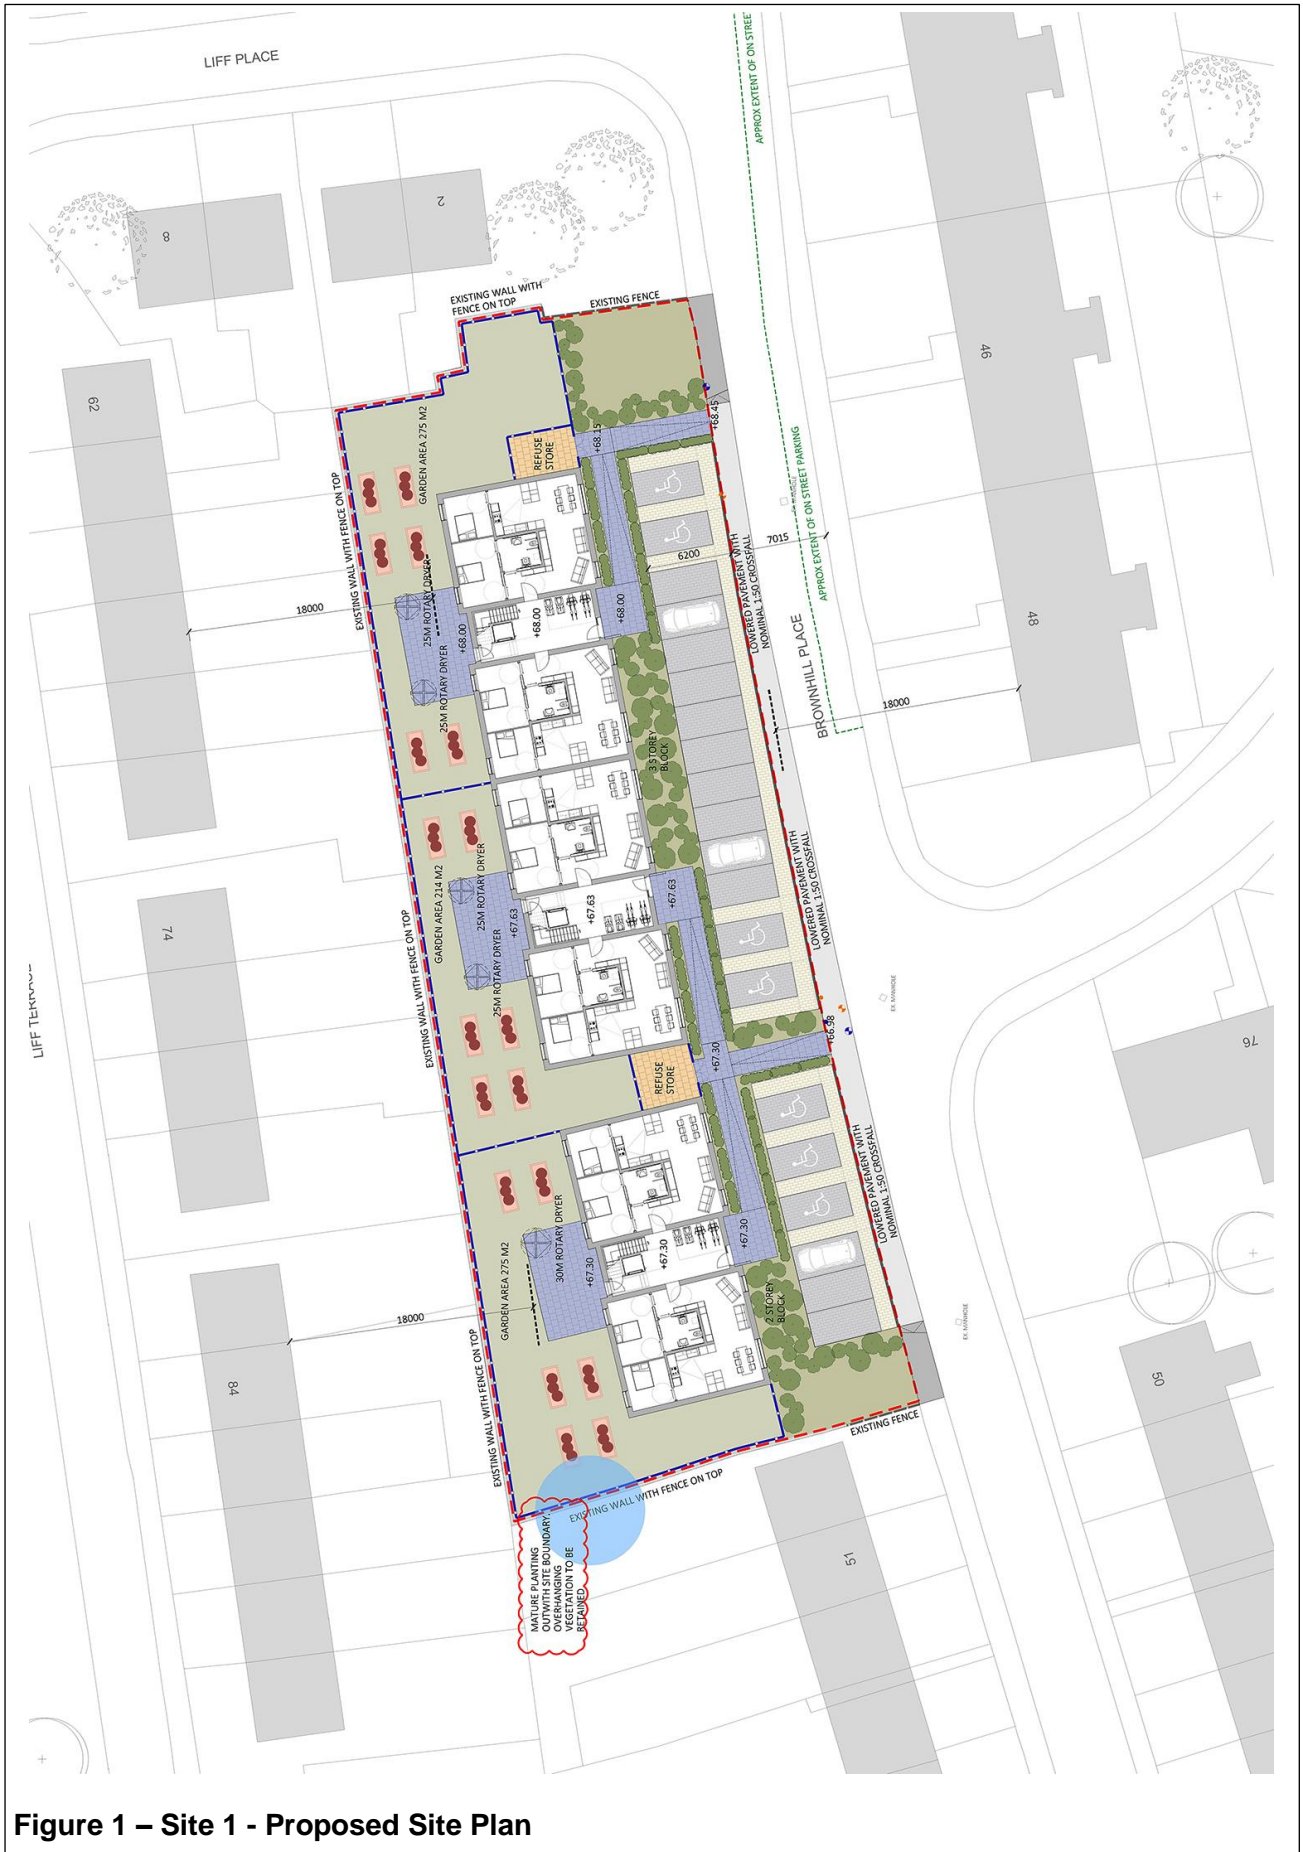 LIFF PLACE
APPROX EXTENT OF ON STREE
2
8
EXISTING WALL WITH
FENCE ON TOP
EXISTING FENCE
46
62
+68.45
GARDEN AREA 275 M2
+68.15
REFUSE
STORE
EXISTING WALL WITH FENCE ON TOP
APPROX EXTENT OF ON STREET PARKING
7015
6200
LOWERED PAVEMENT WITH
NOMINAL 1:50 CROSSFALL
18000
25M ROTARY DRYER
+68.00
+68.00
+68.00
48
25M ROTARY DRYER
BROWNHILL PLACE
18000
3 STOREY
BLOCK
LOWERED PAVEMENT WITH
NOMINAL 1:50 CROSSFALL
GARDEN AREA 214 M2
25M ROTARY DRYER
+67.63
+67.63
+67.63
74
EXISTING WALL WITH FENCE ON TOP
25M ROTARY DRYER
EX. MANHOLE
LIFF TERRACE
+66.98
76
+67.30
REFUSE
STORE
LOWERED PAVEMENT WITH
NOMINAL 1:50 CROSSFALL
30M ROTARY DRYER
+67.30
+67.30
+67.30
GARDEN AREA 275 M2
2 STOREY
BLOCK
18000
EX. MANHOLE
84
50
EXISTING WALL WITH FENCE ON TOP
EXISTING FENCE
EXISTING WALL WITH FENCE ON TOP
51
MATURE PLANTING
OUTWITH SITE BOUNDARY.
OVERHANGING
VEGETATION TO BE
RETAINED
Figure 1 – Site 1 - Proposed Site Plan